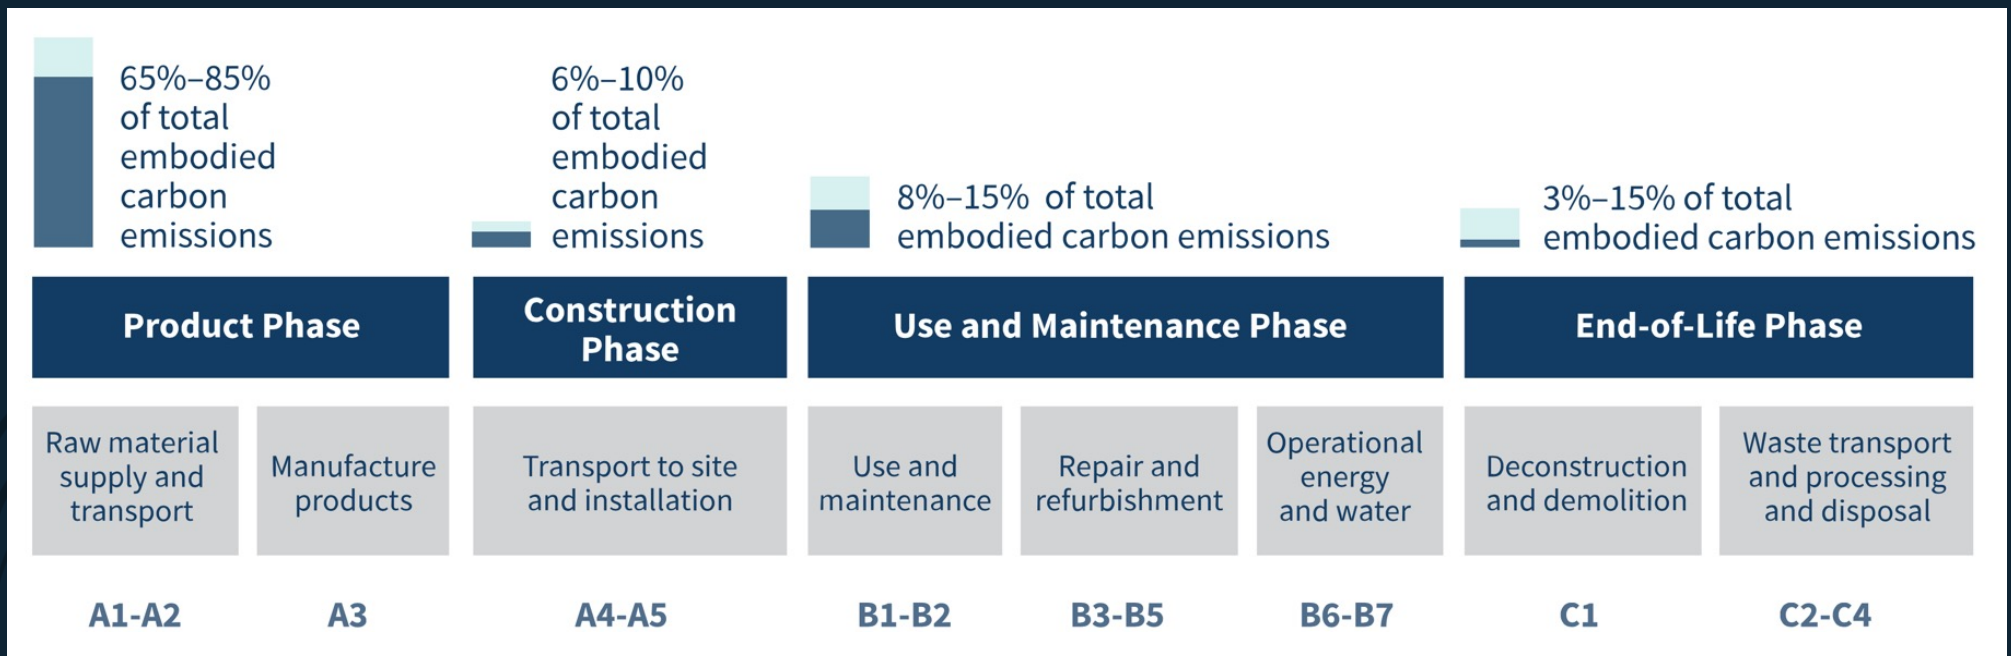 65%–85%
of total
embodied
carbon
emissions
6%–10%
of total
embodied
carbon
emissions
8%–15% of total
embodied carbon emissions
3%–15% of total
embodied carbon emissions
Product Phase
Construction
Phase
Use and Maintenance Phase
End-of-Life Phase
Raw material
supply and
transport
Manufacture
products
Transport to site
and installation
Use and
maintenance
Repair and
refurbishment
Operational
energy
and water
Deconstruction
and demolition
Waste transport
and processing
and disposal
A1-A2
A3
A4-A5
B1-B2
B3-B5
B6-B7
C1
C2-C4